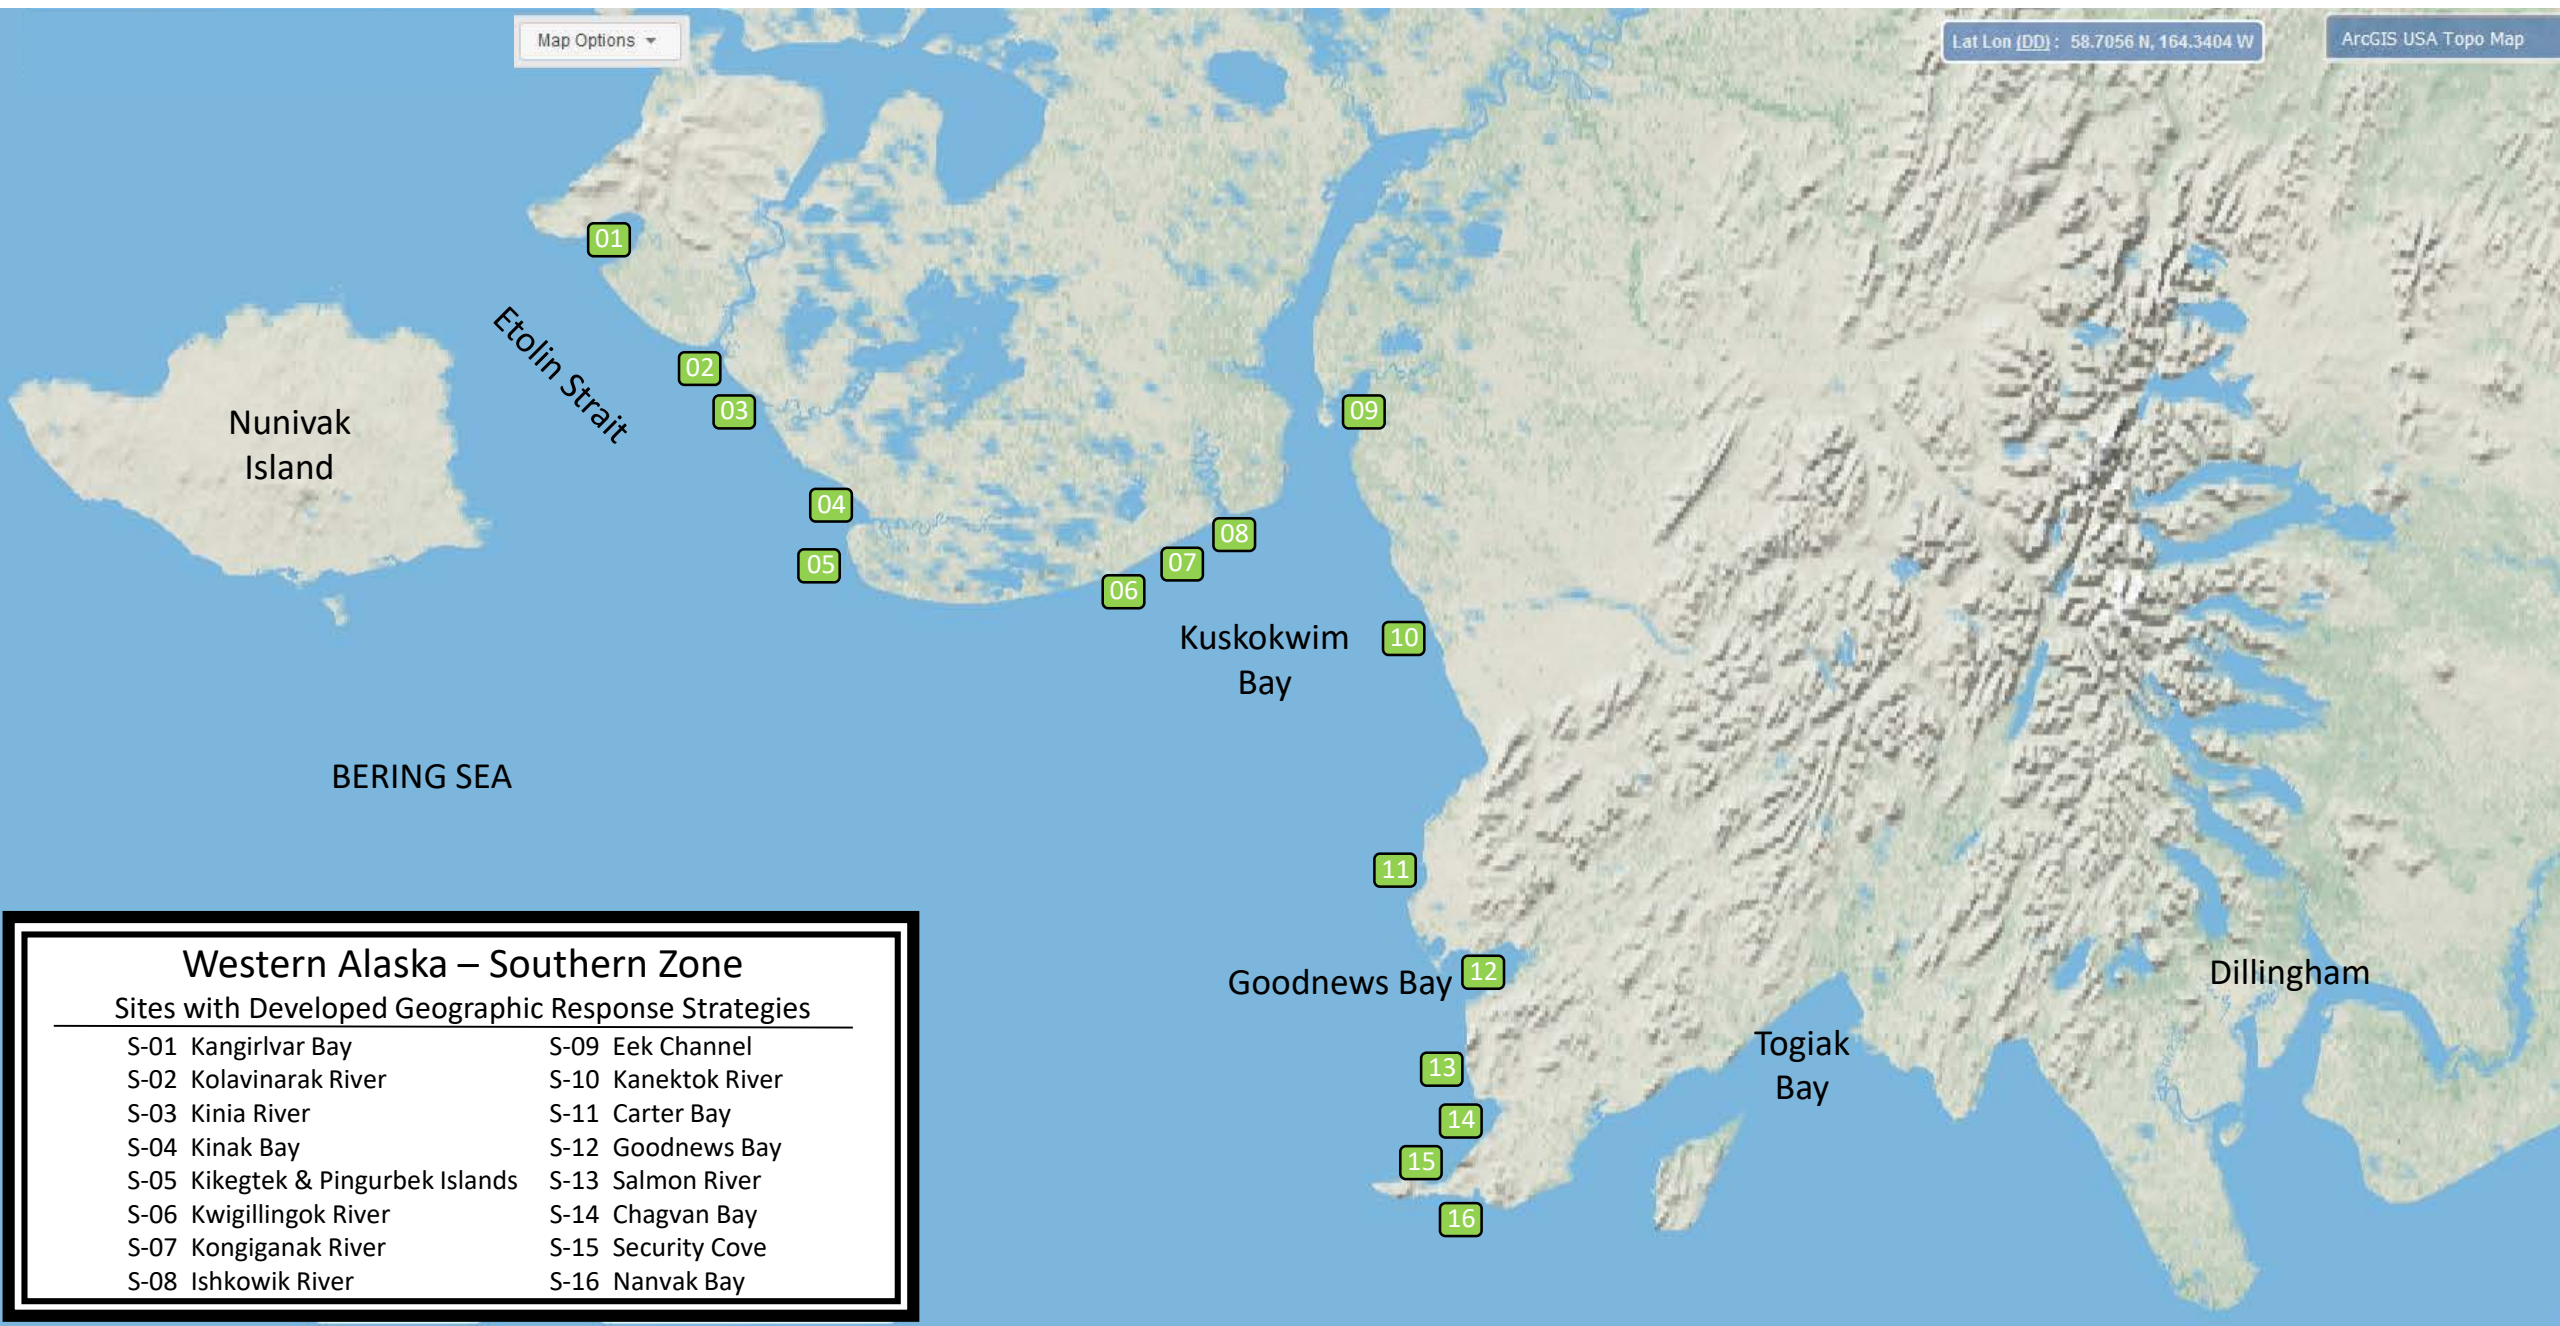 Map Options
Lat Lon (DD) : 58.7056 N, 164.3404 W
ArcGIS USA Topo Map
01
Etolin Strait
02
03
09
Nunivak
Island
04
05
08
07
06
Kuskokwim
Bay
10
BERING SEA
11
Goodnews Bay
12
Dillingham
Togiak
Bay
13
14
15
16
Western Alaska – Southern Zone
Sites with Developed Geographic Response Strategies
S-01 Kangirlvar Bay
S-02 Kolavinarak River
S-03 Kinia River
S-04 Kinak Bay
S-05 Kikegtek & Pingurbek Islands
S-06 Kwigillingok River
S-07 Kongiganak River
S-08 Ishkowik River
S-09 Eek Channel
S-10 Kanektok River
S-11 Carter Bay
S-12 Goodnews Bay
S-13 Salmon River
S-14 Chagvan Bay
S-15 Security Cove
S-16 Nanvak Bay